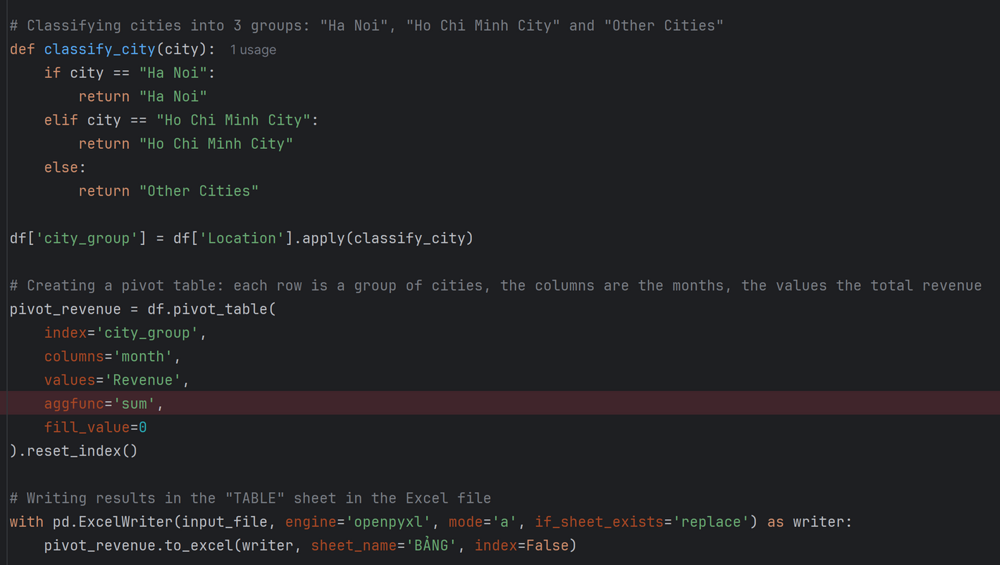 # Classifying cities into 3 groups: "Ha Noi", "Ho Chi Minh City" and "Other Cities"
def classify_city(city):  1 usage
    if city == "Ha Noi":
        return "Ha Noi"
    elif city == "Ho Chi Minh City":
        return "Ho Chi Minh City"
    else:
        return "Other Cities"

df['city_group'] = df['Location'].apply(classify_city)

# Creating a pivot table: each row is a group of cities, the columns are the months, the values the total revenue
pivot_revenue = df.pivot_table(
    index='city_group',
    columns='month',
    values='Revenue',
    aggfunc='sum',
    fill_value=0
).reset_index()

# Writing results in the "TABLE" sheet in the Excel file
with pd.ExcelWriter(input_file, engine='openpyxl', mode='a', if_sheet_exists='replace') as writer:
    pivot_revenue.to_excel(writer, sheet_name='BẢNG', index=False)